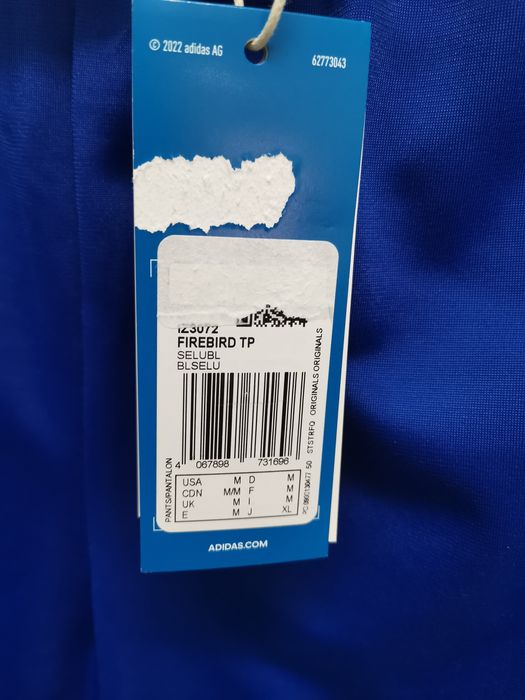 © 2022 adidas AG
62773043
IZ3072
FIREBIRD TP
SELUBL
BLSELU
4 067898 731696
PANTS/PANTALON
STSTRFQ ORIGINALS ORIGINALS
USA M D M
CDN M/M F M
UK M I M
E M J XL
ADIDAS.COM